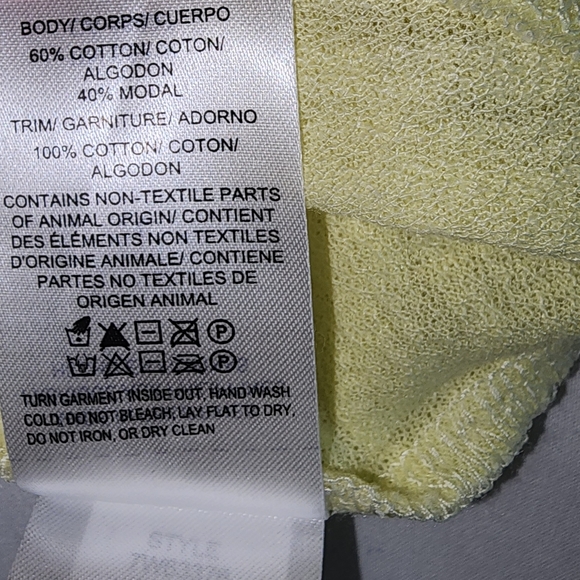 BODY/ CORPS/ CUERPO
60% COTTON/ COTON/
ALGODON
40% MODAL
TRIM/ GARNITURE/ ADORNO
100% COTTON/ COTON/
ALGODON
CONTAINS NON-TEXTILE PARTS
OF ANIMAL ORIGIN/ CONTIENT
DES ÉLÉMENTS NON TEXTILES
D'ORIGINE ANIMALE/ CONTIENE
PARTES NO TEXTILES DE
ORIGEN ANIMAL
P
P
TURN GARMENT INSIDE OUT, HAND WASH
COLD, DO NOT BLEACH, LAY FLAT TO DRY,
DO NOT IRON, OR DRY CLEAN
STYLE